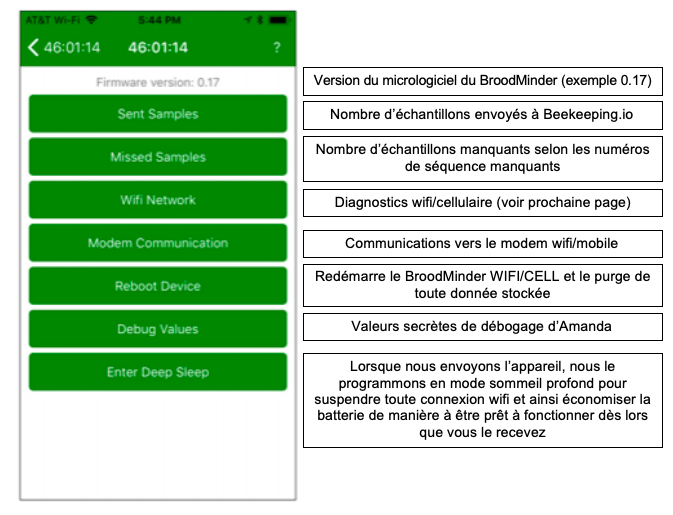 AT&T Wi-Fi 5:44 PM
46:01:14 46:01:14 ?
Firmware version: 0.17
Version du micrologiciel du BroodMinder (exemple 0.17)
Sent Samples
Nombre d’échantillons envoyés à Beekeeping.io
Missed Samples
Nombre d’échantillons manquants selon les numéros
de séquence manquants
Wifi Network
Diagnostics wifi/cellulaire (voir prochaine page)
Modem Communication
Communications vers le modem wifi/mobile
Reboot Device
Redémarre le BroodMinder WIFI/CELL et le purge de
toute donnée stockée
Debug Values
Valeurs secrètes de débogage d’Amanda
Enter Deep Sleep
Lorsque nous envoyons l’appareil, nous le
programmons en mode sommeil profond pour
suspendre toute connexion wifi et ainsi économiser la
batterie de manière à être prêt à fonctionner dès lors
que vous le recevez